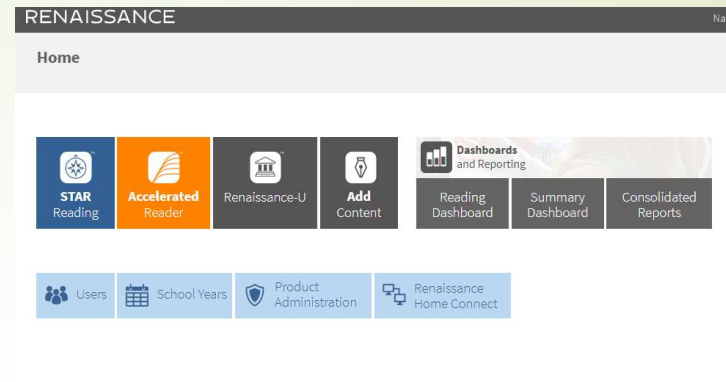 RENAISSANCE
Na
Home
Dashboards
and Reporting
STAR
Reading
Accelerated
Reader
Renaissance-U
Add
Content
Reading
Dashboard
Summary
Dashboard
Consolidated
Reports
Users
School Years
Product
Administration
Renaissance
Home Connect